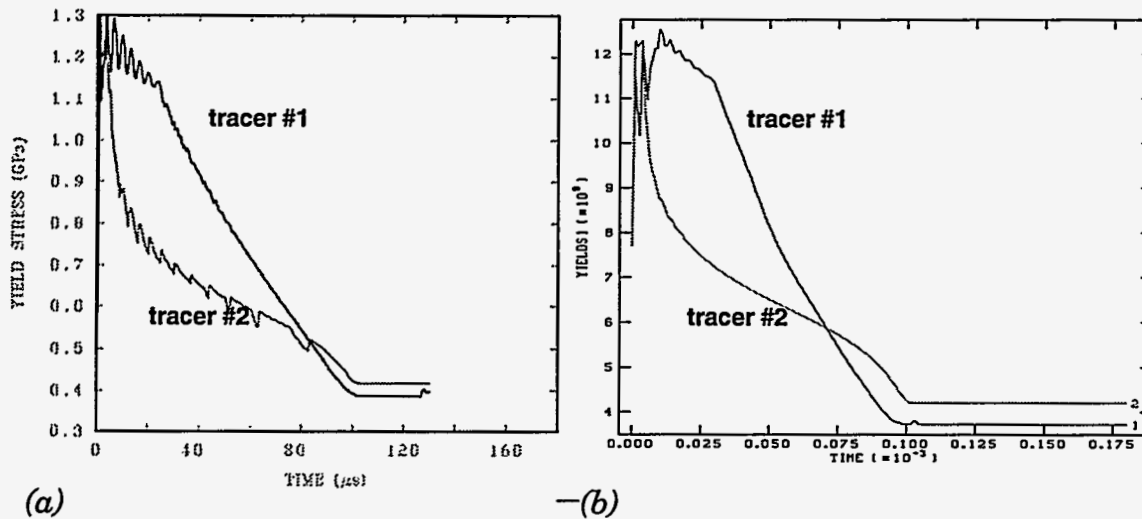 1.3
1.2
1.1
1.0
0.9
0.8
0.7
0.6
0.5
0.4
0.3
YIELD STRESS (GPa)
tracer #1
tracer #2
0 40 80 120 160
TIME (μs)
(a)
12
11
10
9
8
7
6
5
4
YIELDS1 (×10⁹)
tracer #1
tracer #2
2
1
0.000 0.025 0.050 0.075 0.100 0.125 0.150 0.175
TIME (×10⁻³)
—(b)